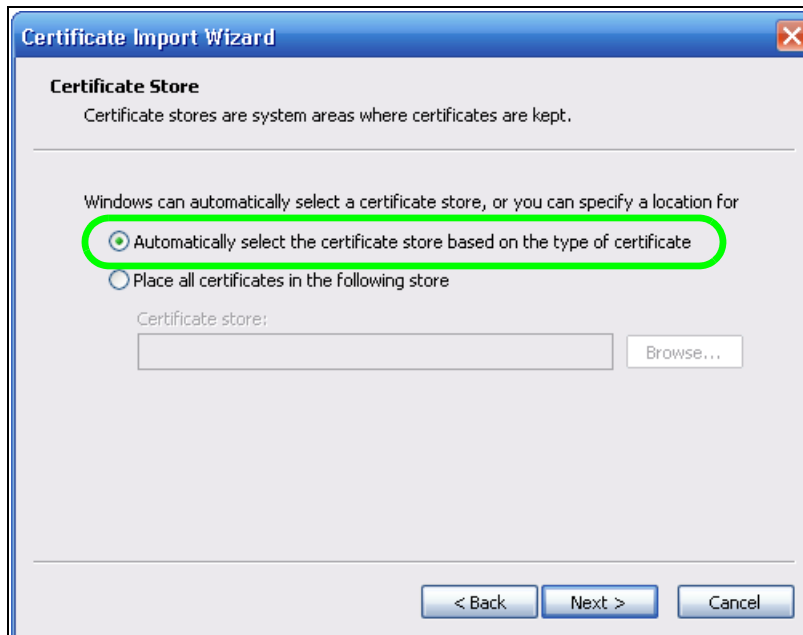 Certificate Import Wizard
Certificate Store
Certificate stores are system areas where certificates are kept.
Windows can automatically select a certificate store, or you can specify a location for
Automatically select the certificate store based on the type of certificate
Place all certificates in the following store
Certificate store:
Browse...
< Back
Next >
Cancel